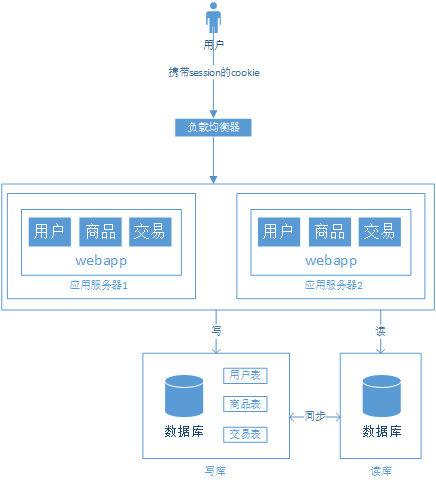 用户
携带session的cookie
负载均衡器
用户 商品 交易
webapp
应用服务器1
用户 商品 交易
webapp
应用服务器2
写
读
数据库
用户表
商品表
交易表
写库
同步
数据库
读库